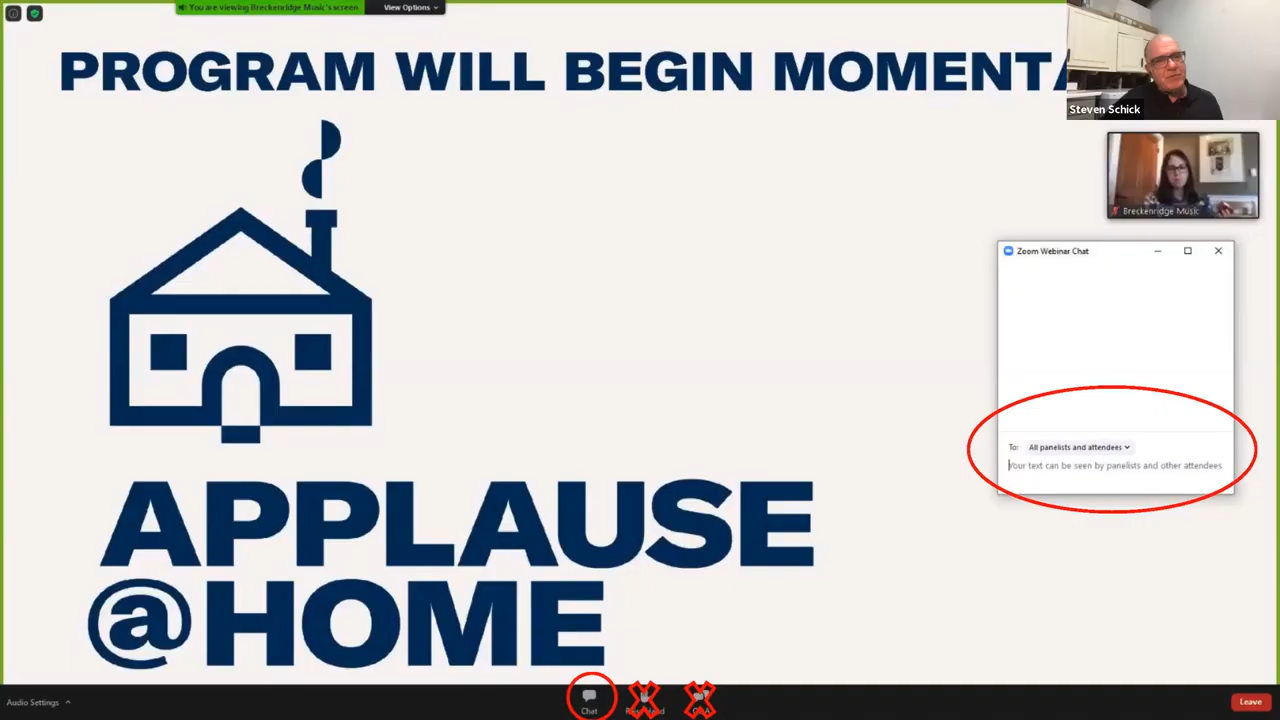 You are viewing Breckenridge Music's screen
View Options
PROGRAM WILL BEGIN MOMENTA
Steven Schick
Breckenridge Music
Zoom Webinar Chat
To: All panelists and attendees
Your text can be seen by panelists and other attendees
APPLAUSE
@HOME
Audio Settings
Chat
Leave